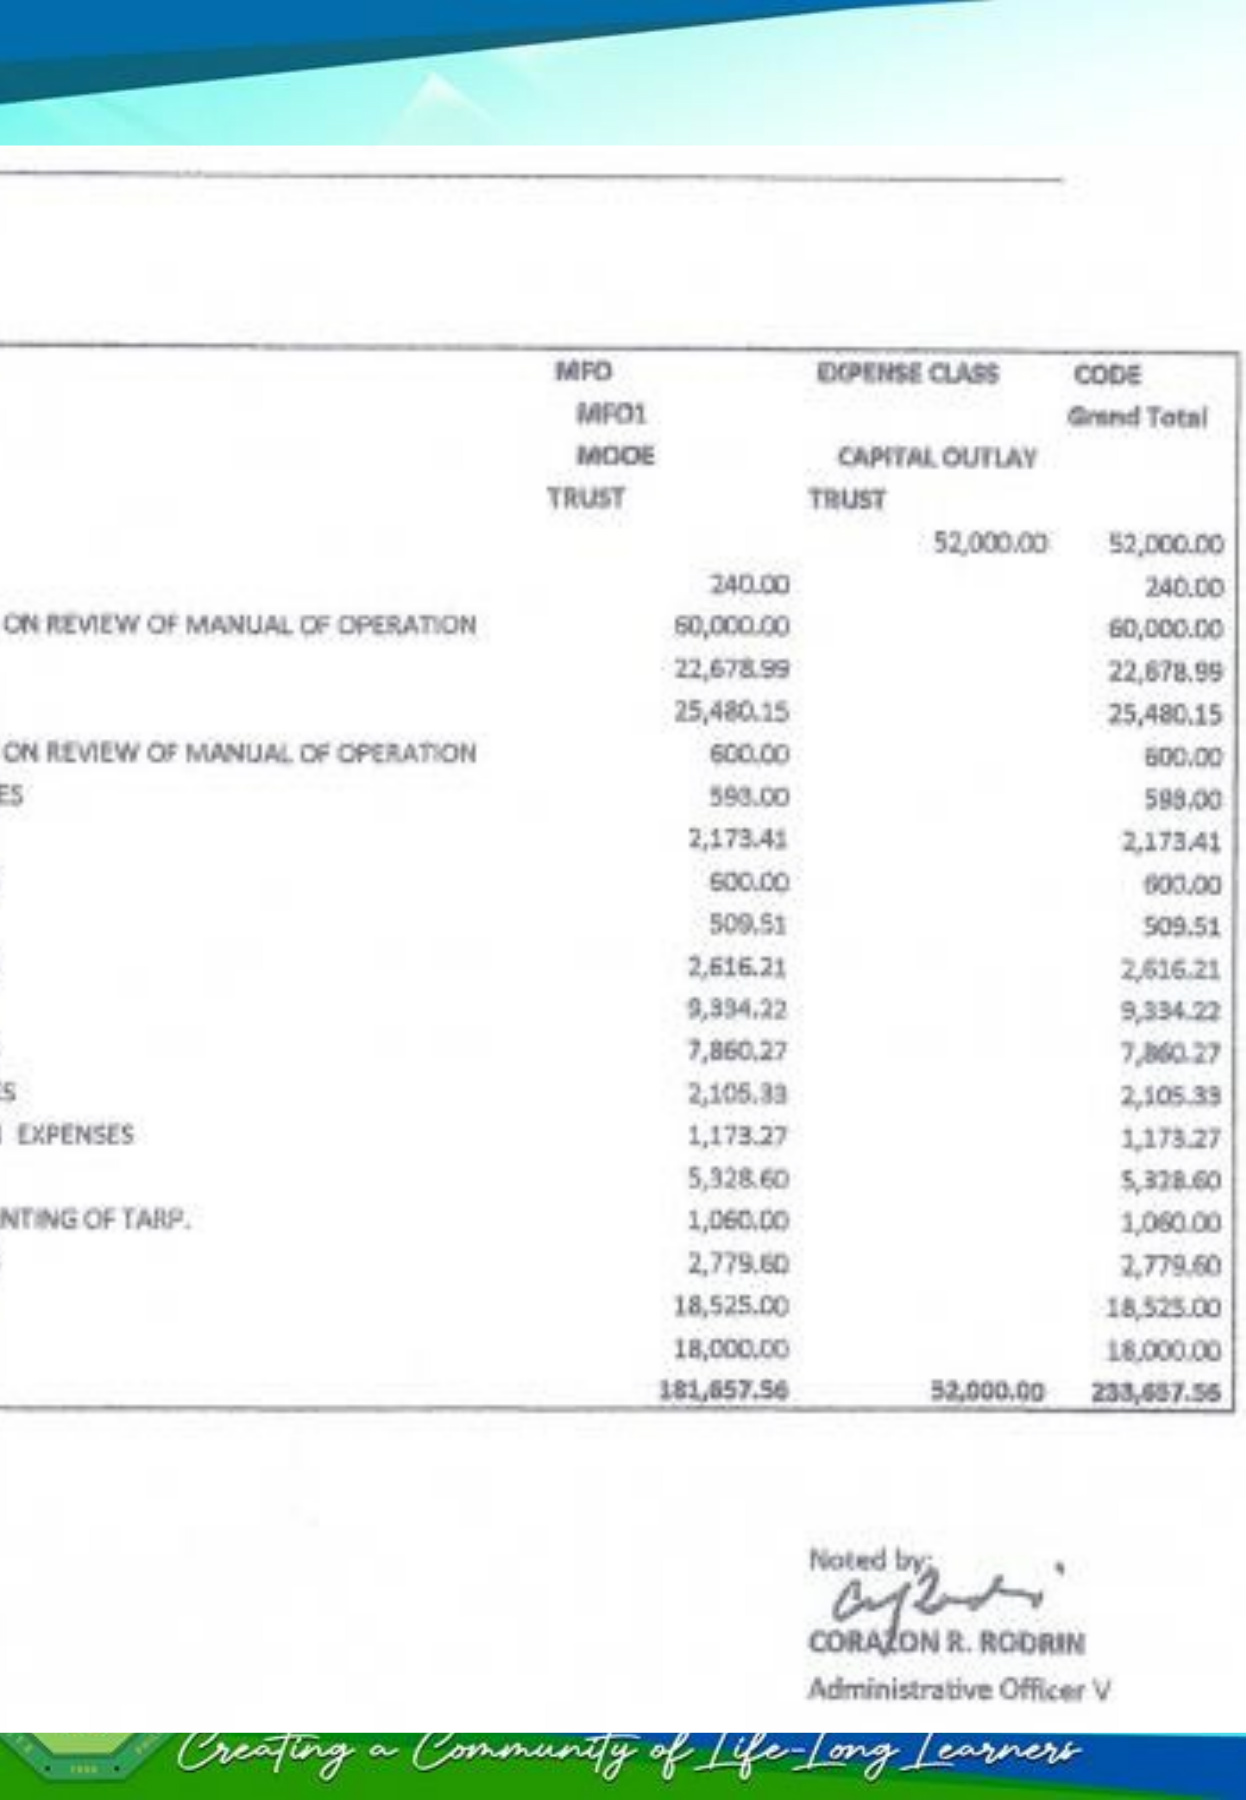 MFO EXPENSE CLASS CODE
MFO1 Grand Total
MOOE CAPITAL OUTLAY
TRUST TRUST
52,000.00 52,000.00
240.00 240.00
ON REVIEW OF MANUAL OF OPERATION 60,000.00 60,000.00
22,678.99 22,678.99
25,480.15 25,480.15
ON REVIEW OF MANUAL OF OPERATION 600.00 600.00
ES 593.00 593.00
2,173.41 2,173.41
600.00 600.00
509.51 509.51
2,616.21 2,616.21
9,334.22 9,334.22
7,860.27 7,860.27
ES 2,105.33 2,105.33
EXPENSES 1,173.27 1,173.27
5,328.60 5,328.60
NTING OF TARP. 1,060.00 1,060.00
2,779.60 2,779.60
18,525.00 18,525.00
18,000.00 18,000.00
181,657.56 52,000.00 233,657.56
Noted by:
CORAZON R. RODRIN
Administrative Officer V
Creating a Community of Life-Long Learners